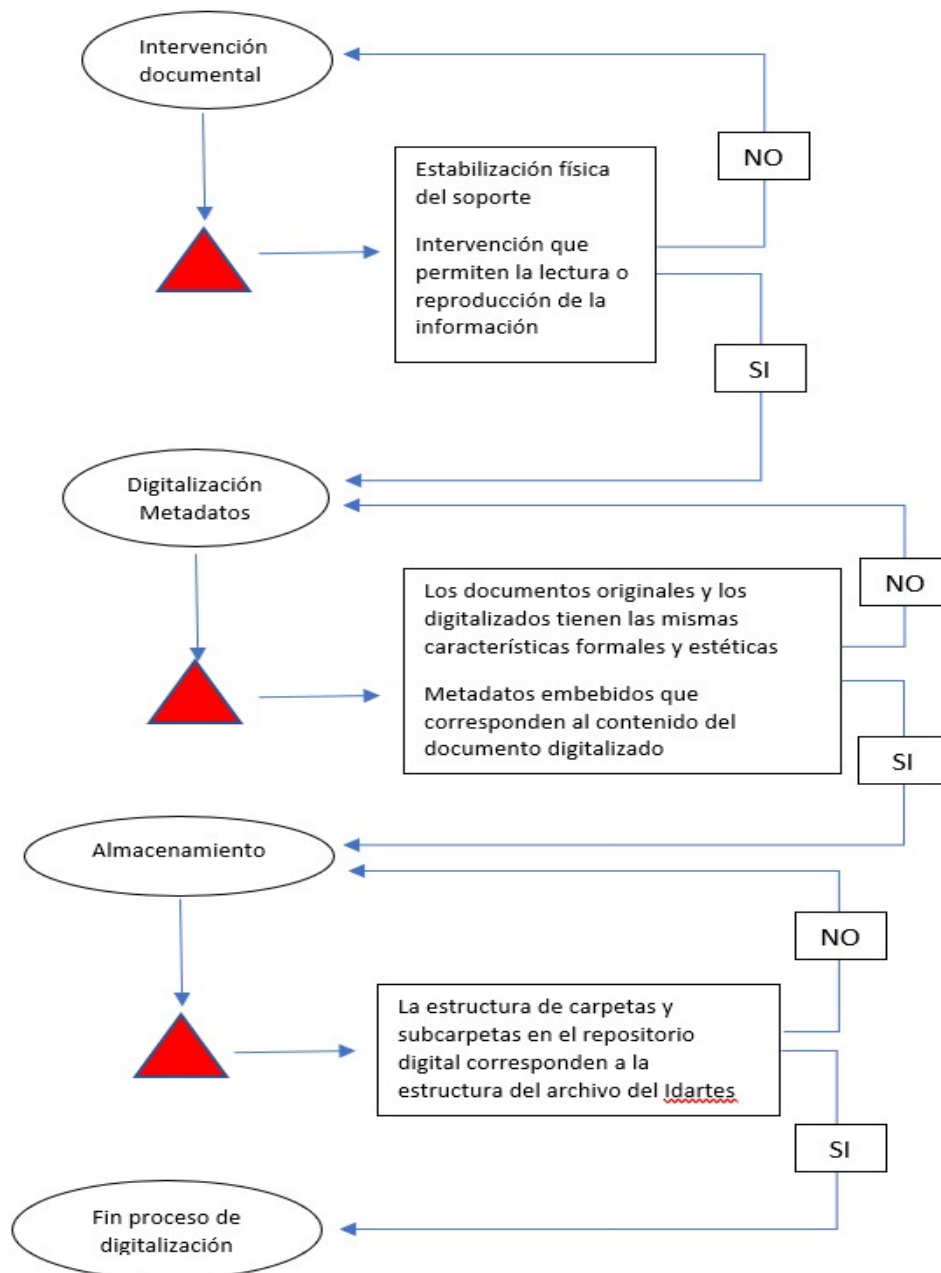 Intervención
documental
NO
Estabilización física
del soporte
Intervención que
permiten la lectura o
reproducción de la
información
SI
Digitalización
Metadatos
NO
Los documentos originales y los
digitalizados tienen las mismas
características formales y estéticas
Metadatos embebidos que
corresponden al contenido del
documento digitalizado
SI
Almacenamiento
NO
La estructura de carpetas y
subcarpetas en el repositorio
digital corresponden a la
estructura del archivo del Idartes
SI
Fin proceso de
digitalización